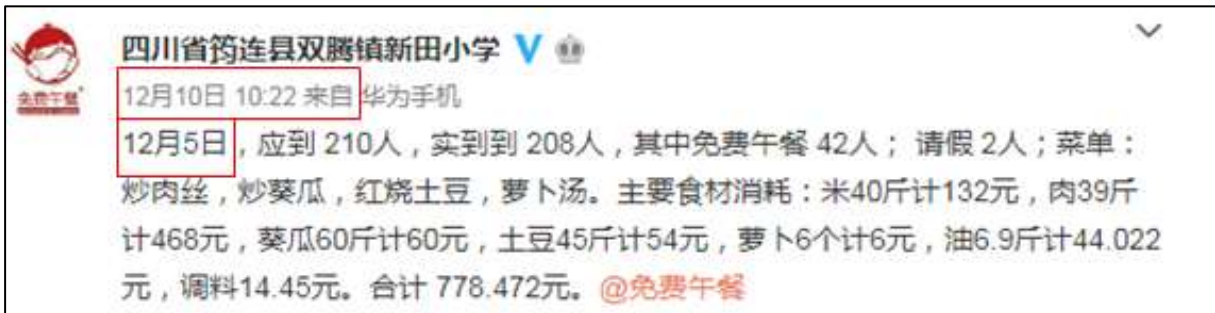 四川省筠连县双腾镇新田小学 V
免费午餐
12月10日 10:22 来自 华为手机
12月5日，应到 210人，实到到 208人，其中免费午餐 42人； 请假 2人；菜单：
炒肉丝，炒葵瓜，红烧土豆，萝卜汤。主要食材消耗：米40斤计132元，肉39斤
计468元，葵瓜60斤计60元，土豆45斤计54元，萝卜6个计6元，油6.9斤计44.022
元，调料14.45元。合计 778.472元。@免费午餐